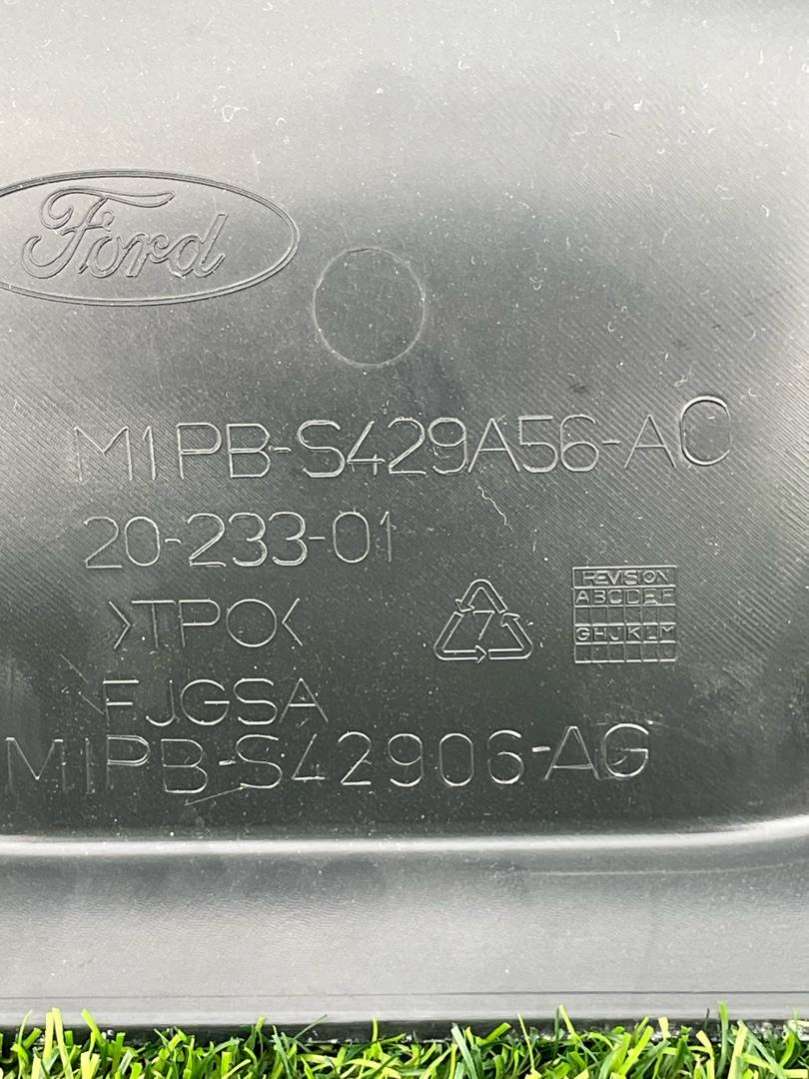 Ford
M1PB-S429A56-AC
20-233-01
>TPO<
7
REVISION
ABCDEF
GHJKLM
FJGSA
M1PB-S42906-AG